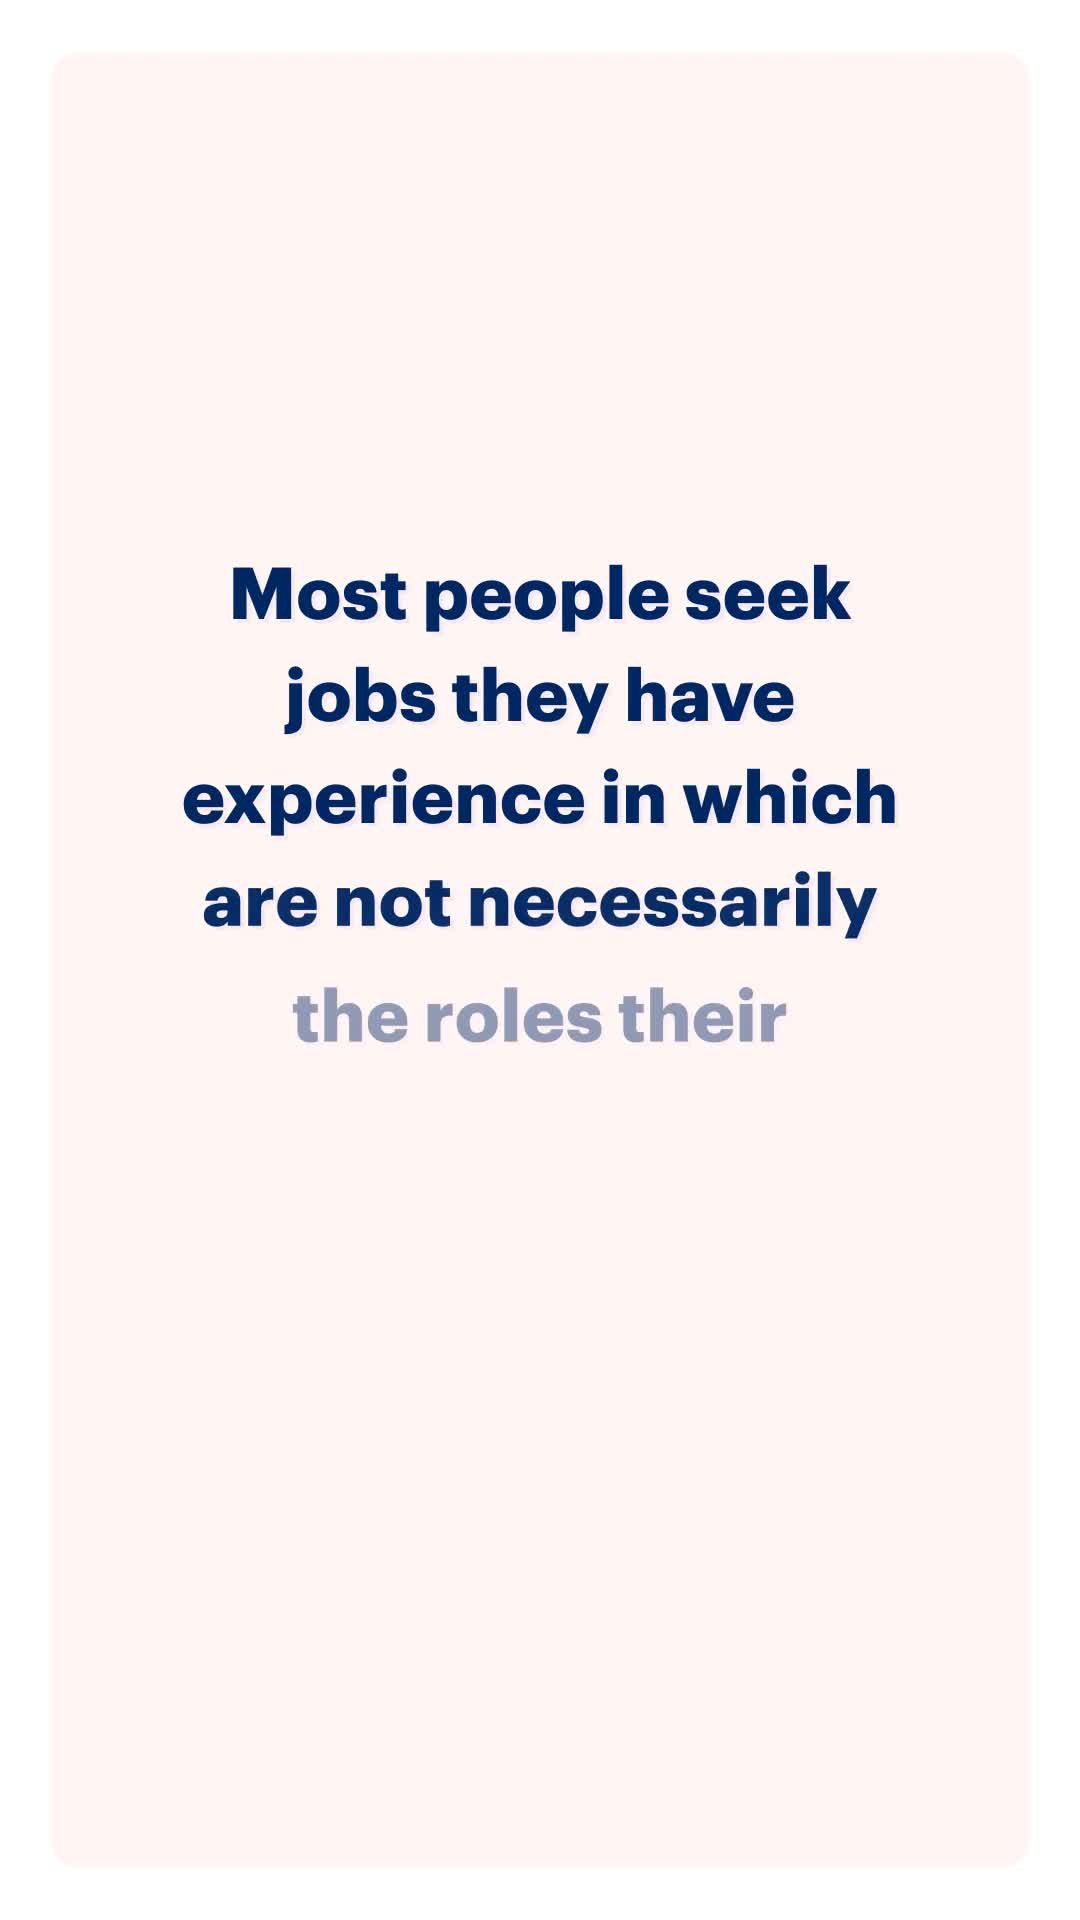 Most people seek
jobs they have
experience in which
are not necessarily
the roles their